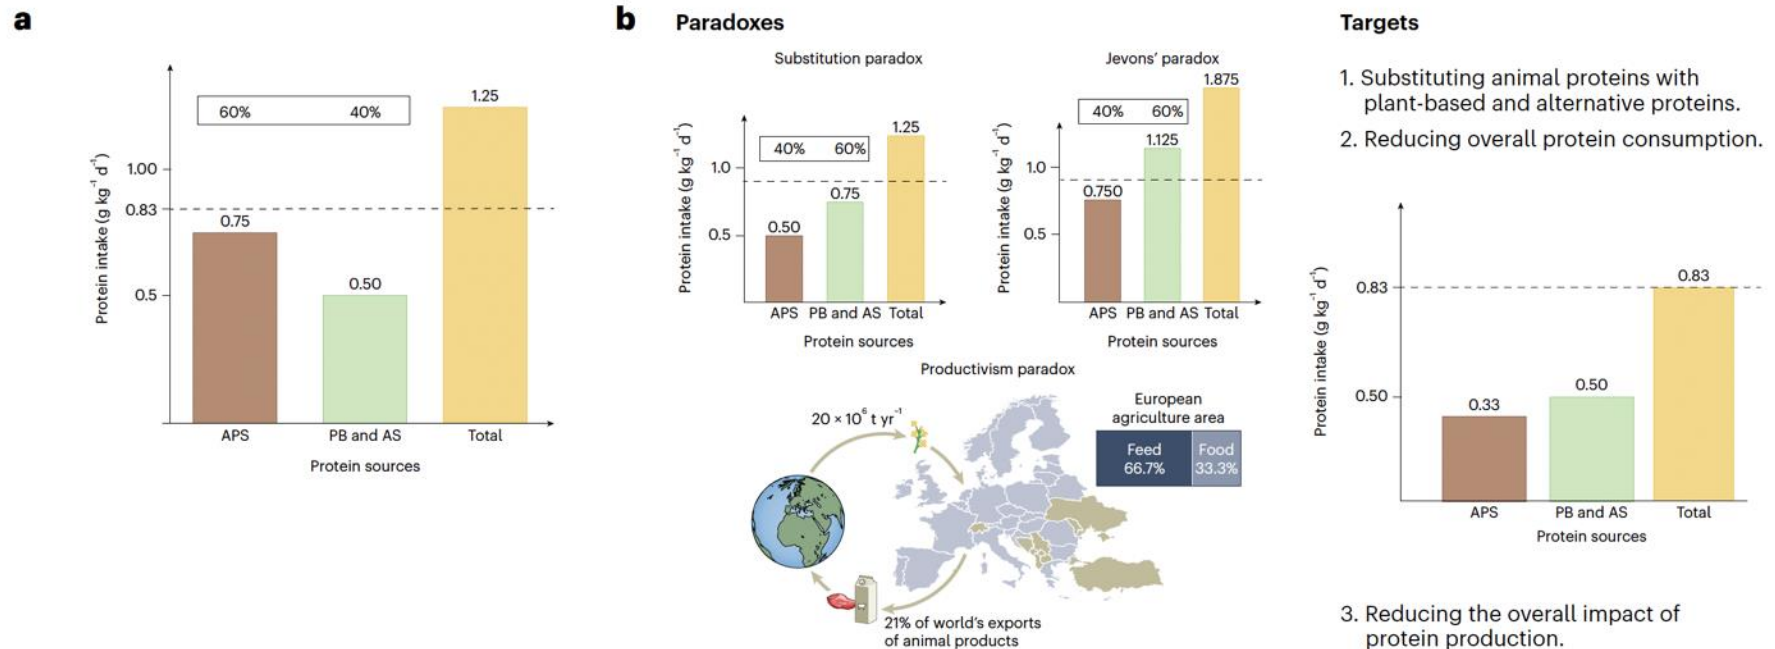 a
Protein intake (g kg⁻¹ d⁻¹)
1.00
0.83
0.5
60% 40%
0.75
0.50
1.25
APS PB and AS Total
Protein sources
b Paradoxes
Substitution paradox
Protein intake (g kg⁻¹ d⁻¹)
1.0
0.5
40% 60%
0.50
0.75
1.25
APS PB and AS Total
Protein sources
Jevons' paradox
Protein intake (g kg⁻¹ d⁻¹)
1.0
0.5
40% 60%
0.750
1.125
1.875
APS PB and AS Total
Protein sources
Productivism paradox
20 × 10⁶ t yr⁻¹
European
agriculture area
Feed Food
66.7% 33.3%
21% of world's exports
of animal products
Targets
1. Substituting animal proteins with
plant-based and alternative proteins.
2. Reducing overall protein consumption.
Protein intake (g kg⁻¹ d⁻¹)
0.83
0.50
0.33
0.50
0.83
APS PB and AS Total
Protein sources
3. Reducing the overall impact of
protein production.